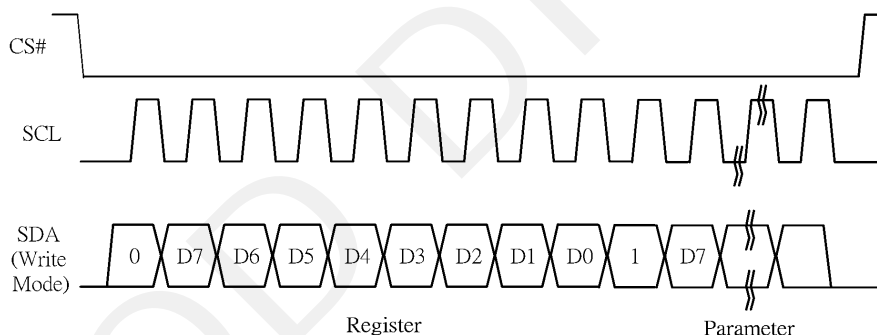 CS#
SCL
SDA
(Write
Mode)
0 D7 D6 D5 D4 D3 D2 D1 D0 1 D7
Register Parameter